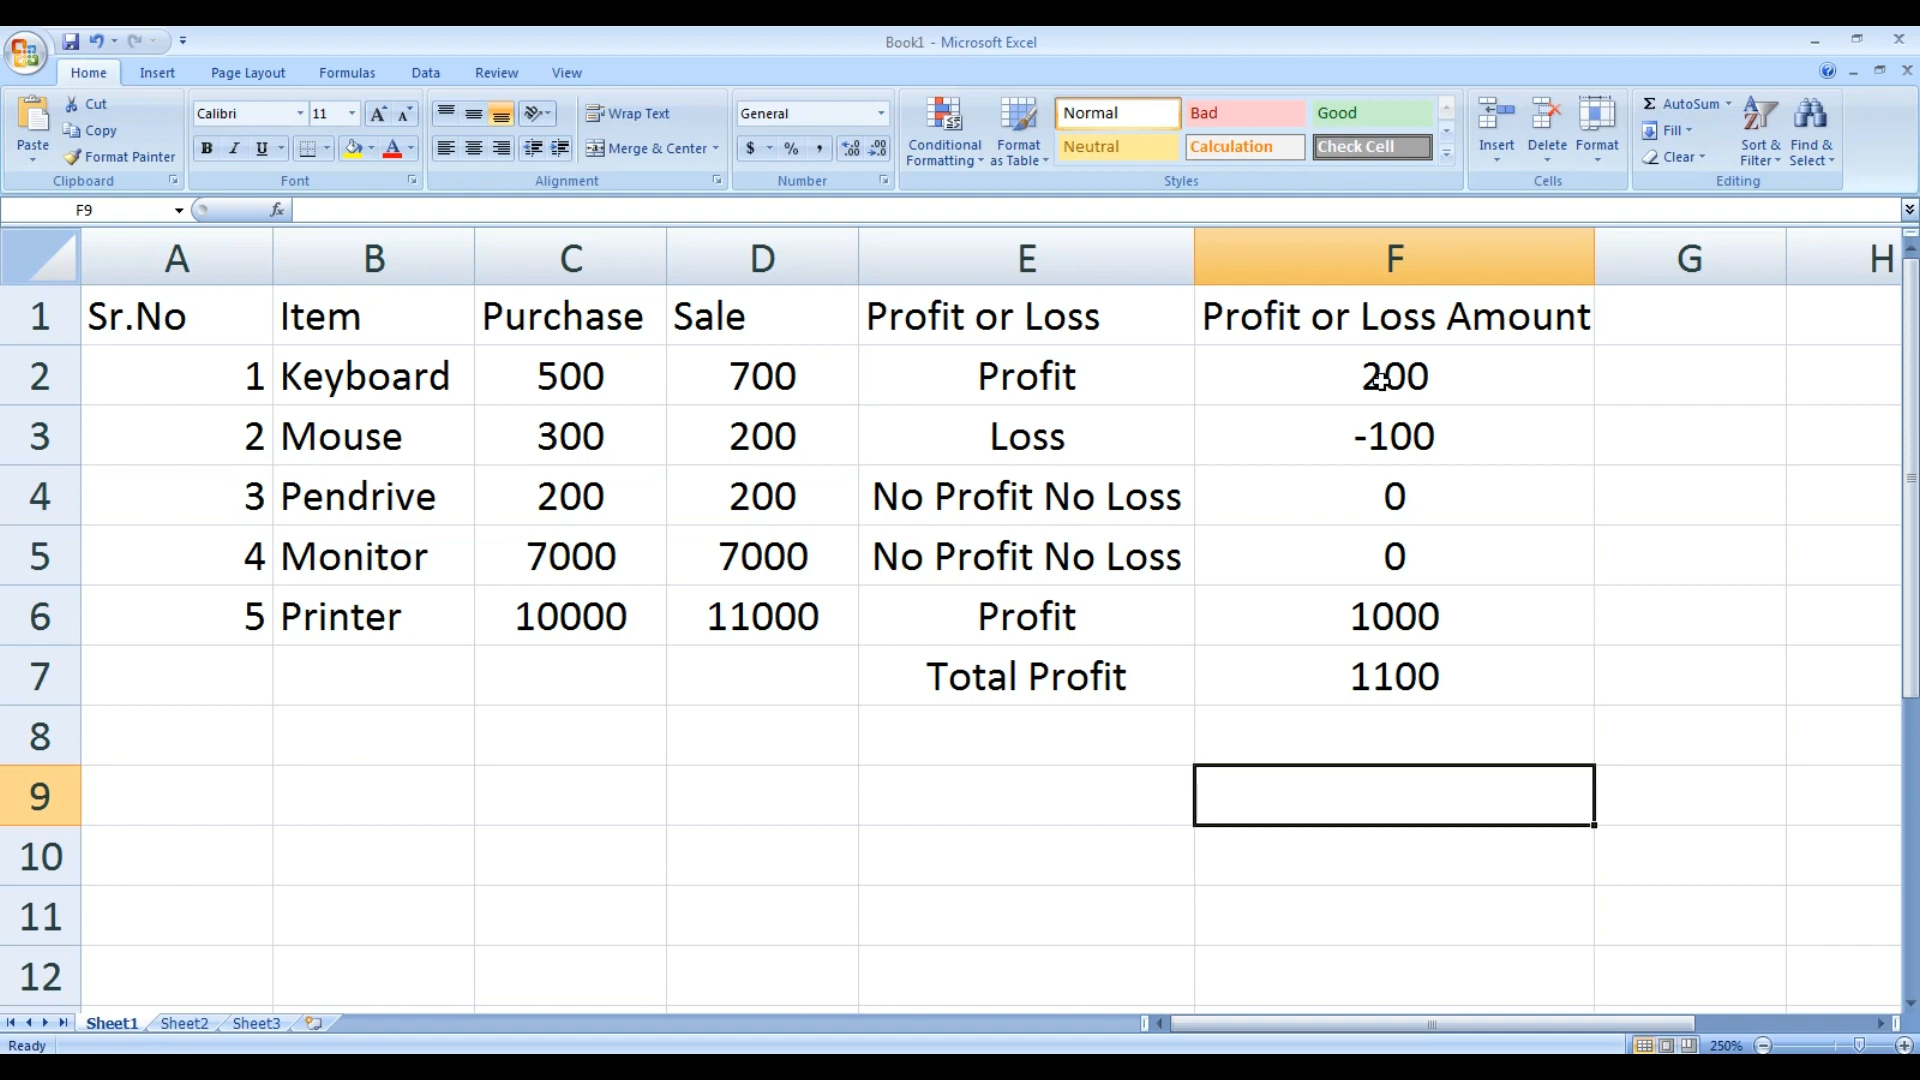 Book1 - Microsoft Excel
Home Insert Page Layout Formulas Data Review View
Paste
Cut
Copy
Format Painter
Clipboard
Calibri 11
B I U
Font
Wrap Text
Merge & Center
Alignment
General
$ % ,
Number
Conditional Formatting
Format as Table
Normal Bad Good
Neutral Calculation Check Cell
Styles
Insert Delete Format
Cells
Σ AutoSum
Fill
Clear
Sort & Filter
Find & Select
Editing
F9 fx
A B C D E F G H
1 Sr.No Item Purchase Sale Profit or Loss Profit or Loss Amount
2 1 Keyboard 500 700 Profit 200
3 2 Mouse 300 200 Loss -100
4 3 Pendrive 200 200 No Profit No Loss 0
5 4 Monitor 7000 7000 No Profit No Loss 0
6 5 Printer 10000 11000 Profit 1000
7 Total Profit 1100
8
9
10
11
12
Sheet1 Sheet2 Sheet3
Ready 250%